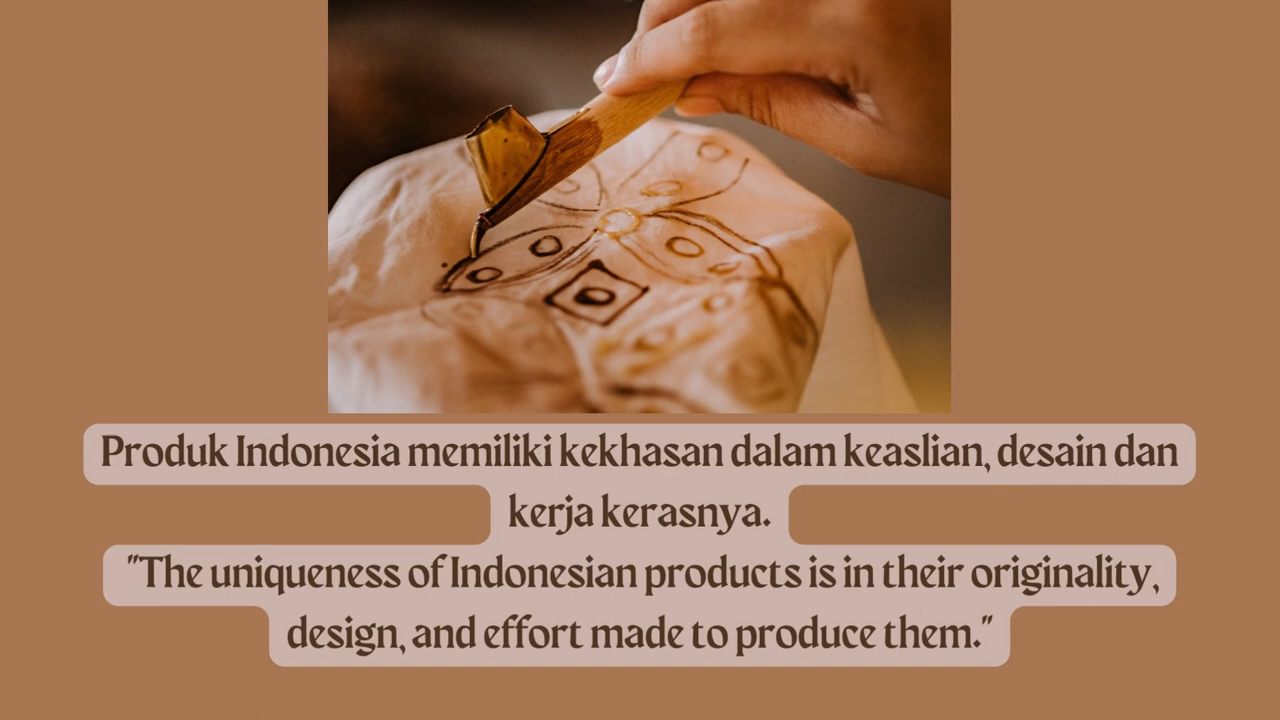 Produk Indonesia memiliki kekhasan dalam keaslian, desain dan
kerja kerasnya.
"The uniqueness of Indonesian products is in their originality,
design, and effort made to produce them."